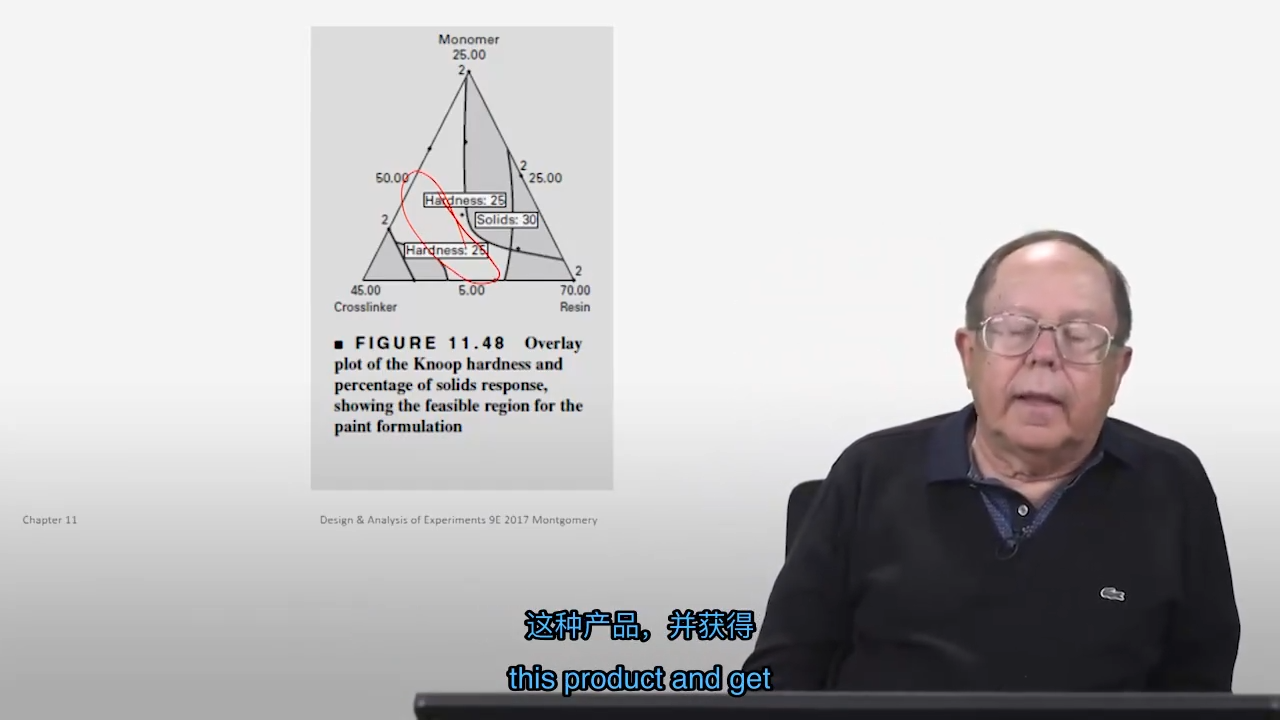 Monomer
25.00
2
2
50.00
25.00
Hardness: 25
2
Solids: 30
Hardness: 25
2
45.00
5.00
70.00
Crosslinker
Resin
■ FIGURE 11.48 Overlay
plot of the Knoop hardness and
percentage of solids response,
showing the feasible region for the
paint formulation
Chapter 11
Design & Analysis of Experiments 9E 2017 Montgomery
这种产品，并获得
this product and get